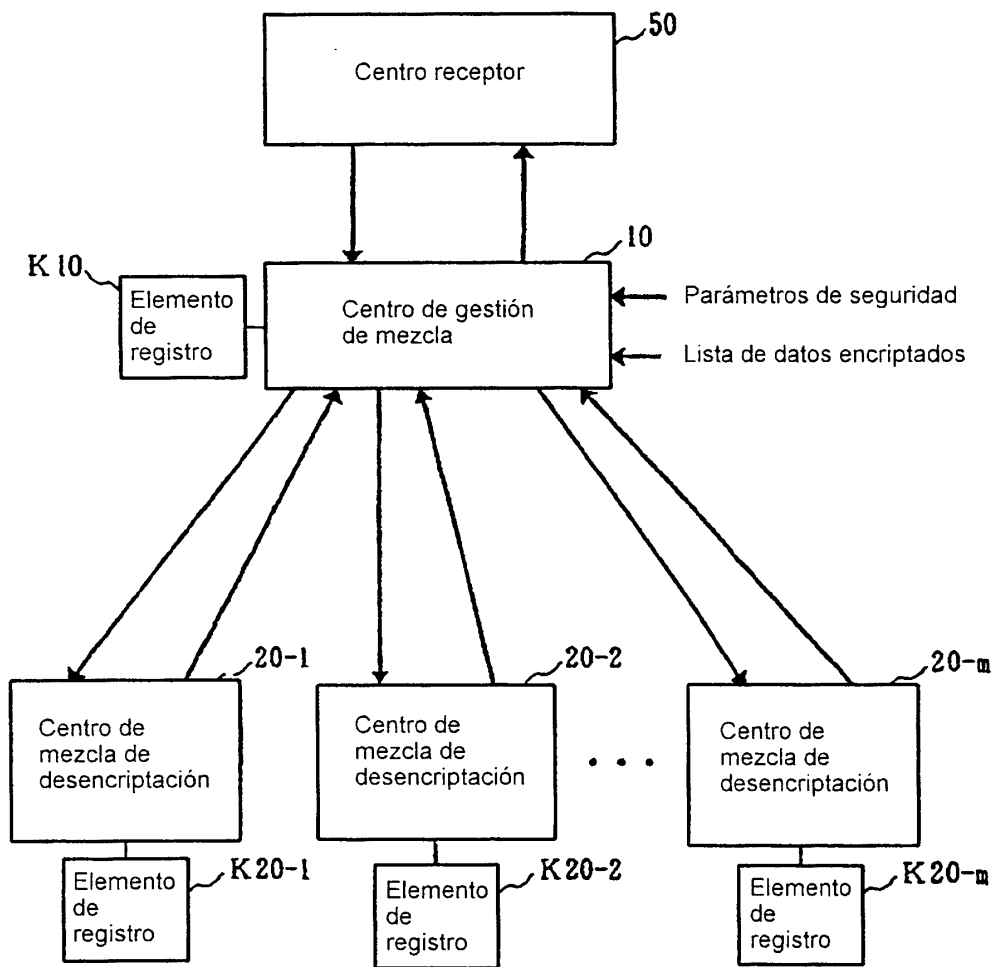 50
Centro receptor
10
K10
Elemento
de
registro
Centro de gestión
de mezcla
Parámetros de seguridad
Lista de datos encriptados
20-1
20-2
20-m
Centro de
mezcla de
desencriptación
Centro de
mezcla de
desencriptación
• • •
Centro de
mezcla de
desencriptación
K20-1
Elemento
de
registro
K20-2
Elemento
de
registro
K20-m
Elemento
de
registro